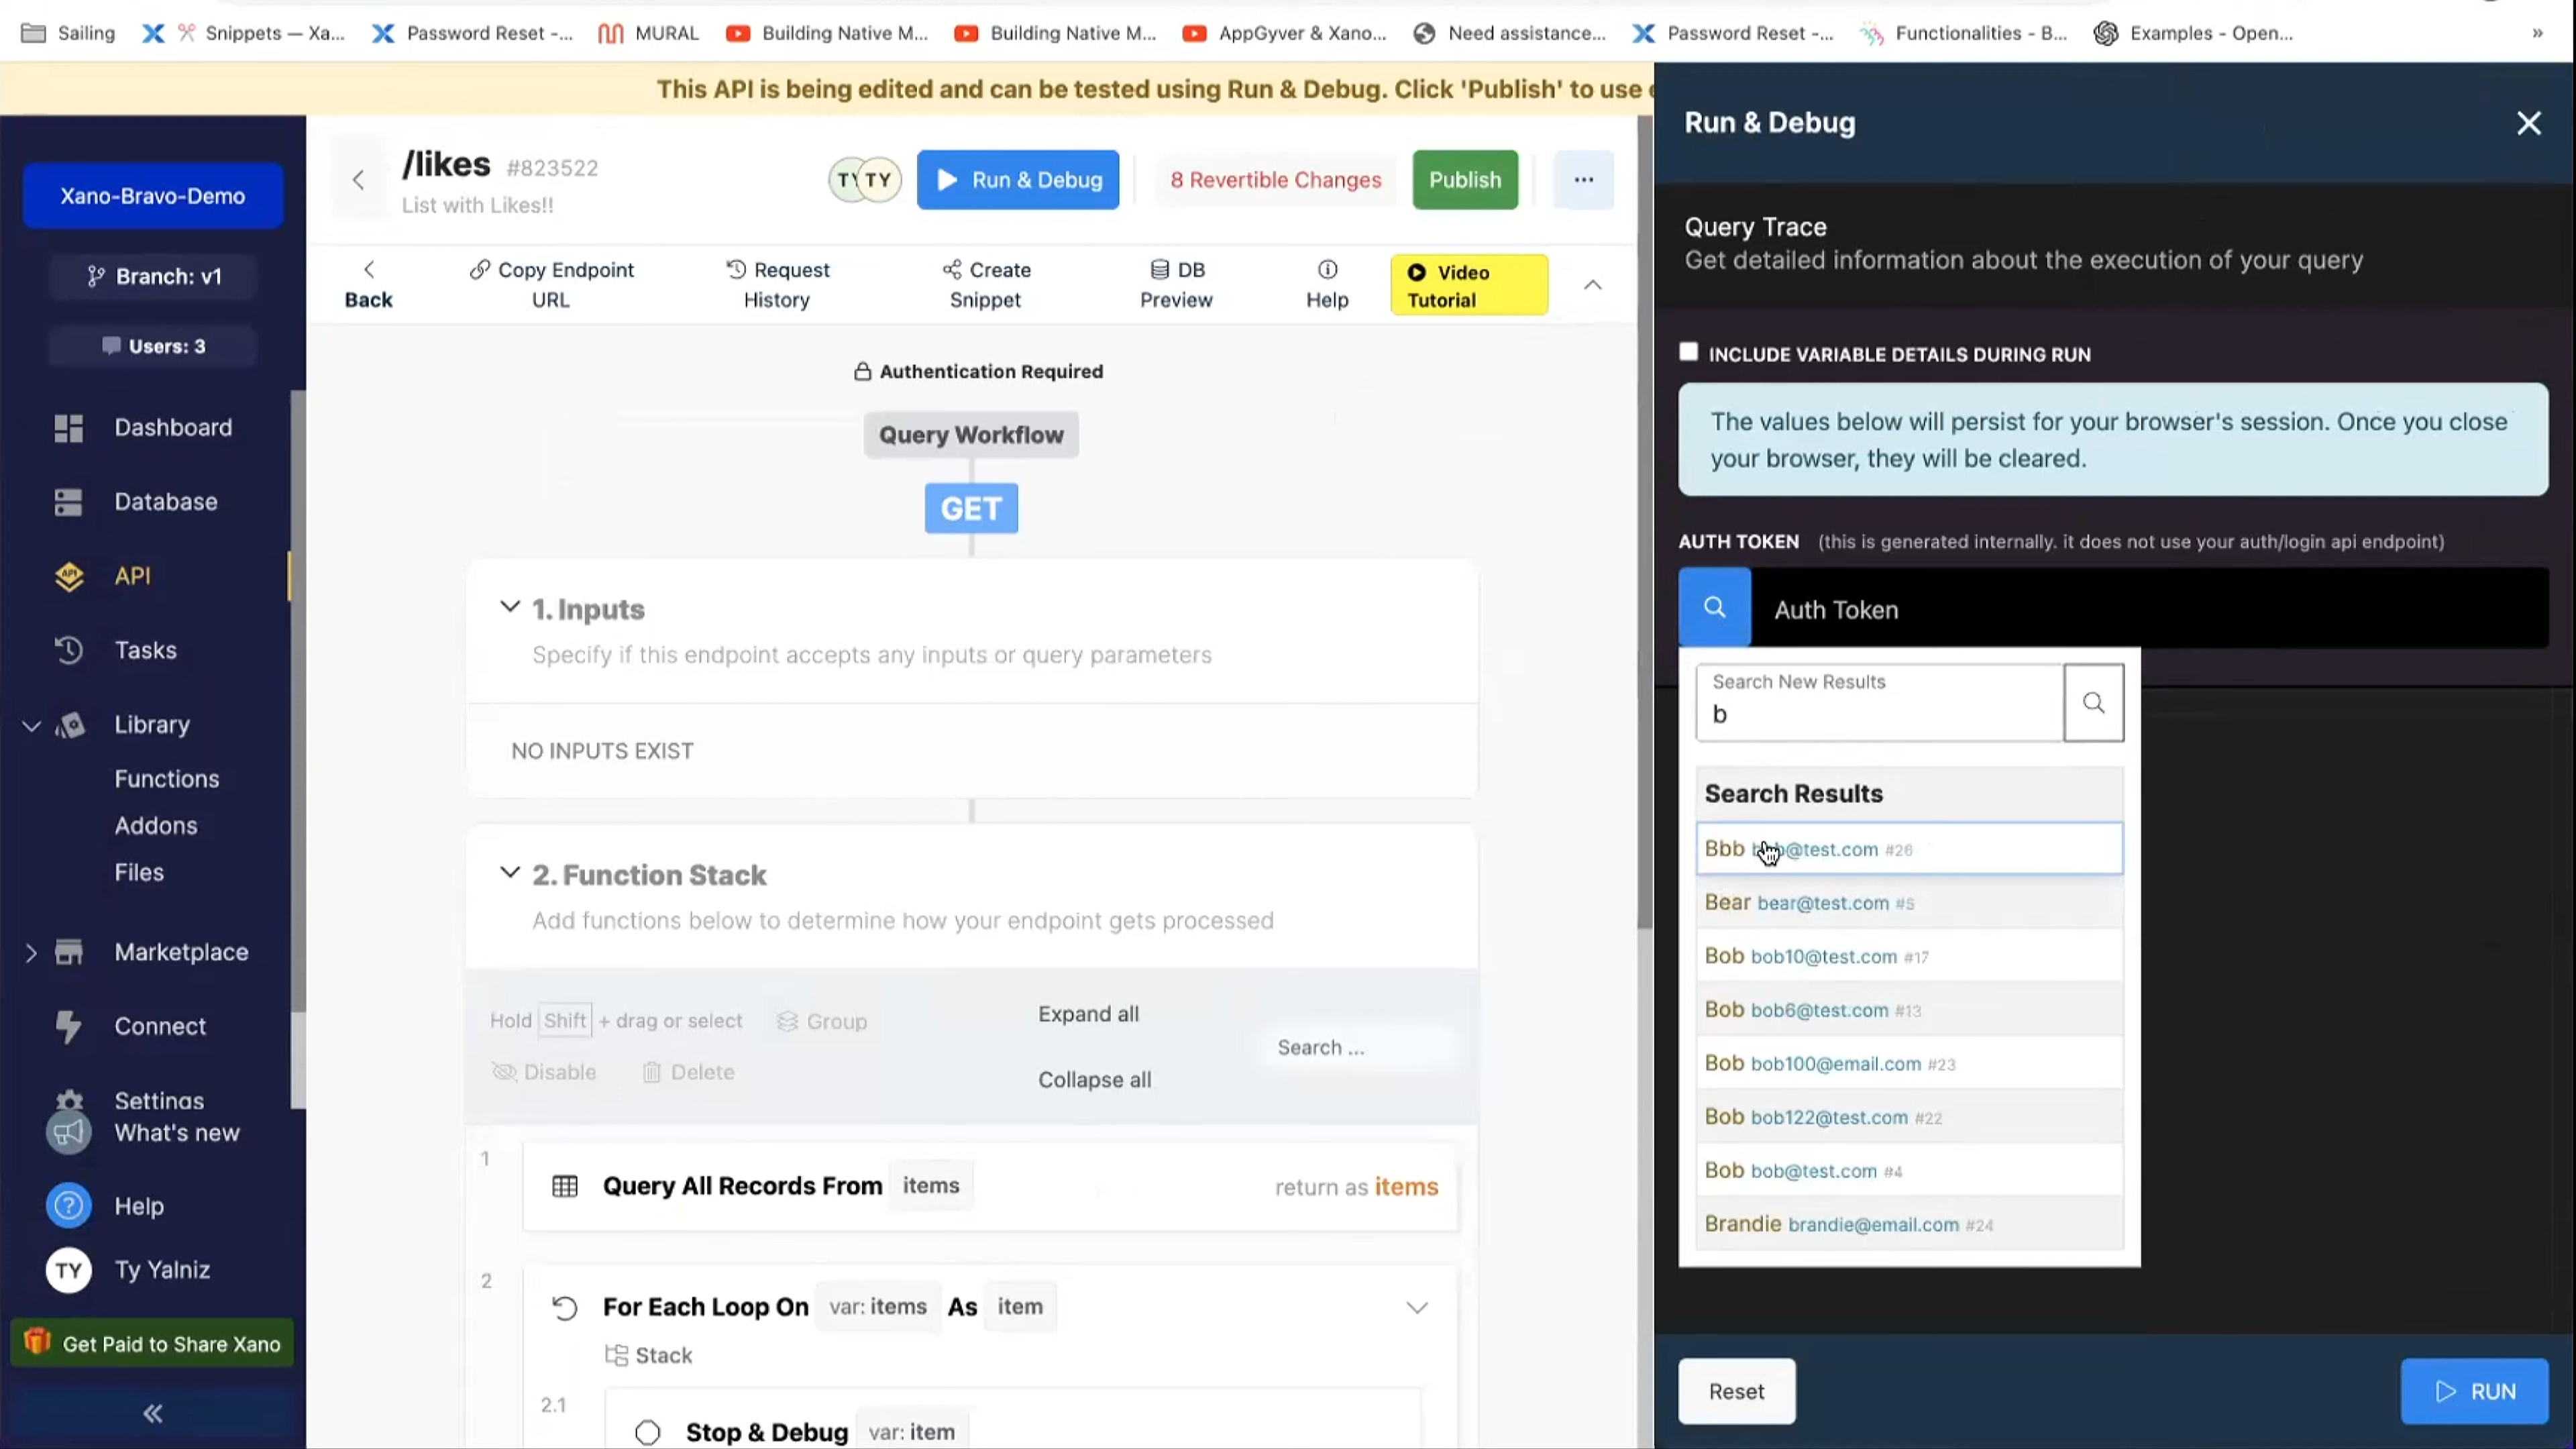 Sailing
Snippets — Xa...
Password Reset -...
MURAL
Building Native M...
Building Native M...
AppGyver & Xano...
Need assistance...
Password Reset -...
Functionalities - B...
Examples - Open...
»
This API is being edited and can be tested using Run & Debug. Click 'Publish' to use
Xano-Bravo-Demo
Branch: v1
Users: 3
Dashboard
Database
API
Tasks
Library
Functions
Addons
Files
Marketplace
Connect
Settings
What's new
Help
TY Ty Yalniz
Get Paid to Share Xano
«
/likes #823522
List with Likes!!
TY
Run & Debug
8 Revertible Changes
Publish
...
Back
Copy Endpoint URL
Request History
Create Snippet
DB Preview
Help
Video Tutorial
Authentication Required
Query Workflow
GET
1. Inputs
Specify if this endpoint accepts any inputs or query parameters
NO INPUTS EXIST
2. Function Stack
Add functions below to determine how your endpoint gets processed
Hold Shift + drag or select
Group
Disable
Delete
Expand all
Collapse all
Search ...
1
Query All Records From items return as items
2
For Each Loop On var: items As item
Stack
2.1
Stop & Debug var: item
Run & Debug
Query Trace
Get detailed information about the execution of your query
INCLUDE VARIABLE DETAILS DURING RUN
The values below will persist for your browser's session. Once you close
your browser, they will be cleared.
AUTH TOKEN (this is generated internally. it does not use your auth/login api endpoint)
Auth Token
Search New Results
b
Search Results
Bbb @test.com #26
Bear bear@test.com #5
Bob bob10@test.com #17
Bob bob6@test.com #13
Bob bob100@email.com #23
Bob bob122@test.com #22
Bob bob@test.com #4
Brandie brandie@email.com #24
Reset
RUN